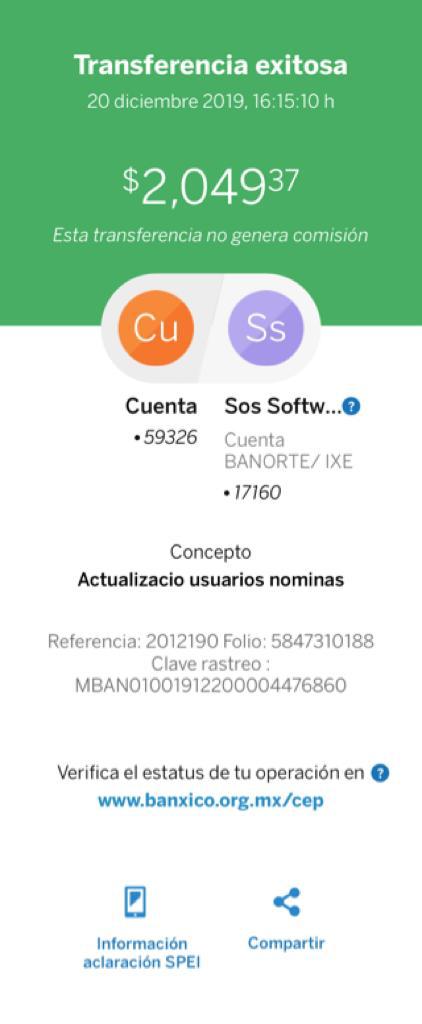 Transferencia exitosa
20 diciembre 2019, 16:15:10 h
$2,049 37
Esta transferencia no genera comisión
Cu
Ss
Cuenta
•59326
Sos Softw...?
Cuenta
BANORTE/ IXE
•17160
Concepto
Actualizacio usuarios nominas
Referencia: 2012190 Folio: 5847310188
Clave rastreo :
MBAN01001912200004476860
Verifica el estatus de tu operación en ?
www.banxico.org.mx/cep
Información
aclaración SPEI
Compartir